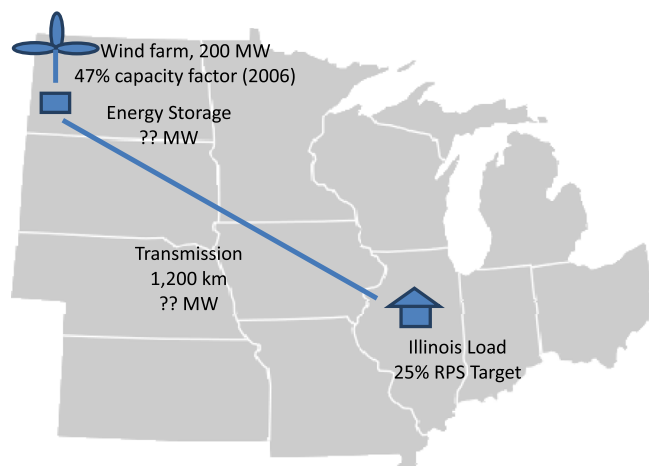 Wind farm, 200 MW
47% capacity factor (2006)
Energy Storage
?? MW
Transmission
1,200 km
?? MW
Illinois Load
25% RPS Target